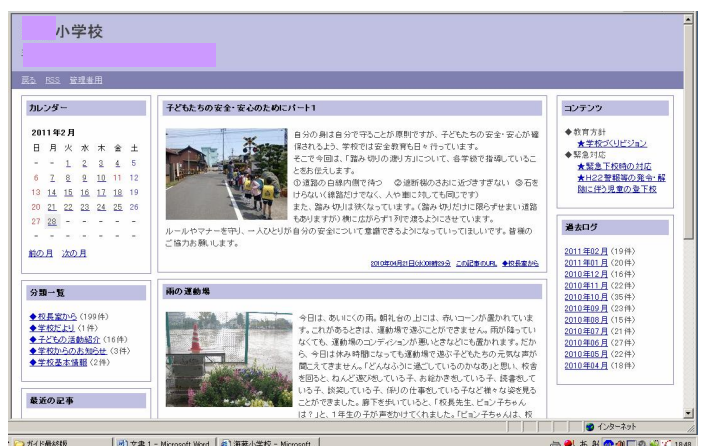 小学校
戻る RSS 管理者用
カレンダー
2011年2月
日 月 火 水 木 金 土
- - 1 2 3 4 5
6 7 8 9 10 11 12
13 14 15 16 17 18 19
20 21 22 23 24 25 26
27 28 - - - - -
- - - - - - -
前の月 次の月
分類一覧
◆校長室から (199件)
◆学校だより (1件)
◆子どもの活動紹介 (16件)
◆学校からのお知らせ (3件)
◆学校基本情報 (2件)
最近の記事
子どもたちの安全・安心のためにパート1
自分の身は自分で守ることが原則ですが、子どもたちの安全・安心が確
保されるよう、学校では安全教育も日々行っています。
そこで今回は、「踏み切りの渡り方」について、各学級で指導しているこ
とをお伝えします。
①道路の白線内側で待つ ②遮断機のさおに近づきすぎない ③石を
けらない(線路だけでなく、人や車に対しても同じです)
また、踏み切りは狭くなっています。(踏み切りだけに限らずせまい道路
もありますが)横に広がらず1列で渡るようにさせています。
ルールやマナーを守り、一人ひとりが自分の安全について意識できるようになっていってほしいです。皆様の
ご協力お願いします。
2010年04月21日(水)00時29分 この記事のURL ◆校長室から
雨の運動場
今日は、あいにくの雨。朝礼台の上には、赤いコーンが置かれていま
す。これがあるときは、運動場で遊ぶことができません。雨が降ってい
なくても、運動場のコンディションが悪いときなどにも置かれます。だか
ら、今日は休み時間になっても運動場で遊ぶ子どもたちの元気な声が
聞こえてきません。「どんなふうに過ごしているのかなあ」と思い、校舎
を回ると、ねんど遊びをしている子、お絵かきをしている子、読書をして
いる子、談笑している子、係りの仕事をしている子など様々な姿を見る
ことができました。廊下を歩いていると、「校長先生、ピョン子ちゃん
は?」と、1年生の子が声をかけてくれました。「ピョン子ちゃんは、校
コンテンツ
◆教育方針
★学校づくりビジョン
◆緊急対応
★緊急下校時の対応
★H22警報等の発令・解
除に伴う児童の登下校
過去ログ
2011年02月 (19件)
2011年01月 (20件)
2010年12月 (16件)
2010年11月 (22件)
2010年10月 (35件)
2010年09月 (23件)
2010年08月 (15件)
2010年07月 (21件)
2010年06月 (27件)
2010年05月 (22件)
2010年04月 (18件)
インターネット
ガイド最終版
文書 1 - Microsoft Word
海蔵小学校 - Microsoft
18:48